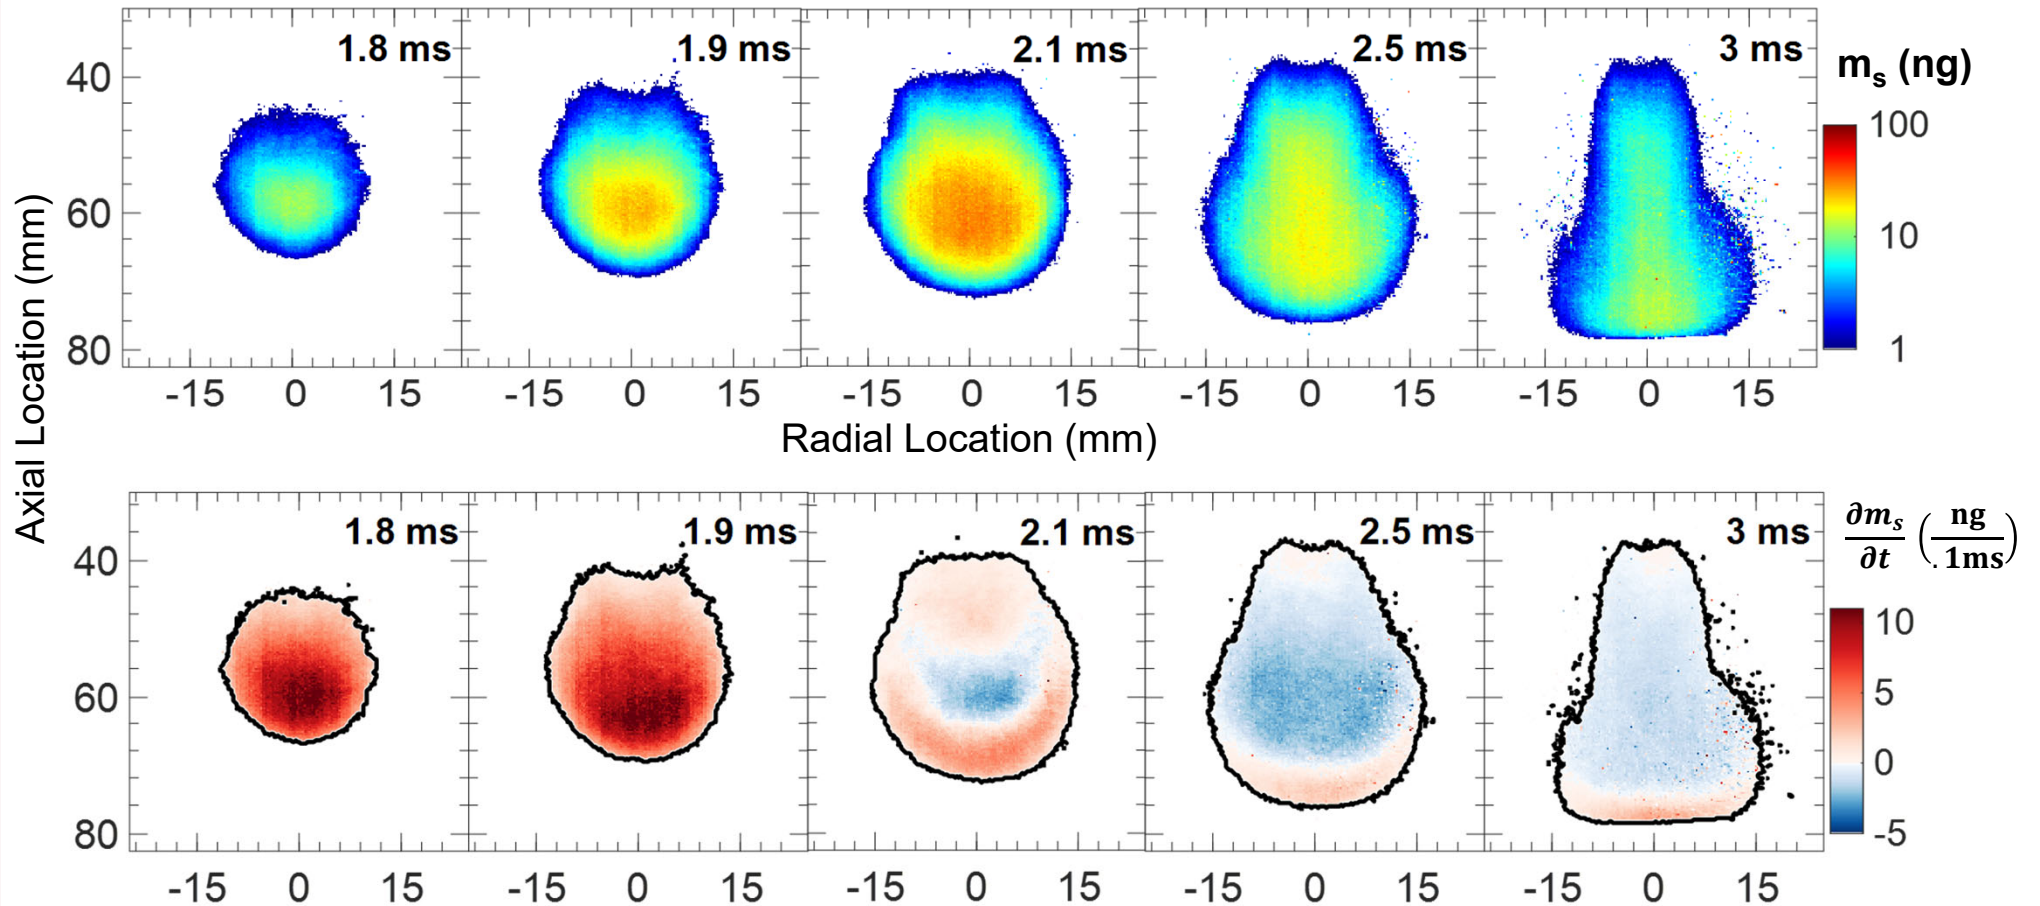 1.8 ms 1.9 ms 2.1 ms 2.5 ms 3 ms
mₛ (ng)
100
10
1
40
60
80
-15 0 15 -15 0 15 -15 0 15 -15 0 15 -15 0 15
Radial Location (mm)
Axial Location (mm)
1.8 ms 1.9 ms 2.1 ms 2.5 ms 3 ms
∂mₛ/∂t (ng/.1ms)
10
5
0
-5
40
60
80
-15 0 15 -15 0 15 -15 0 15 -15 0 15 -15 0 15